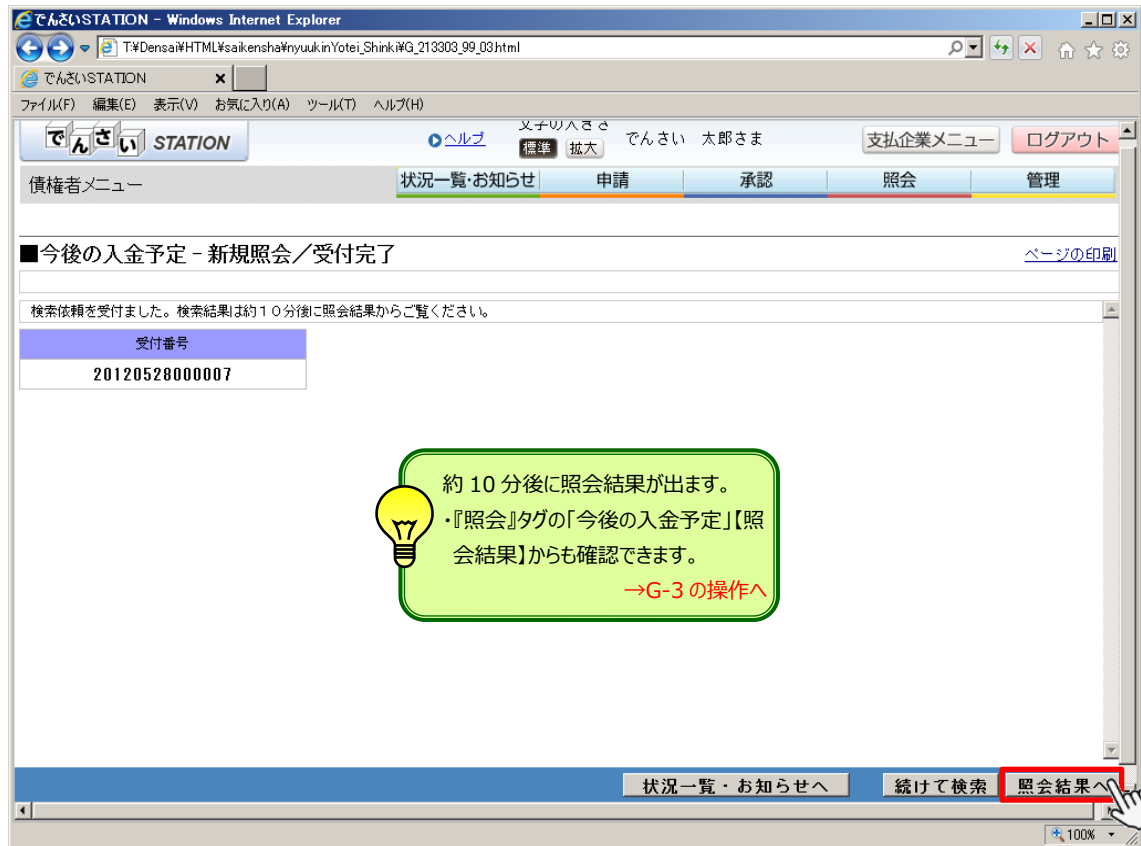 でんさいSTATION - Windows Internet Explorer
T:¥Densai¥HTML¥saikensha¥nyuukinYotei_Shinki¥G_213303_99_03.html
でんさいSTATION
ファイル(F) 編集(E) 表示(V) お気に入り(A) ツール(T) ヘルプ(H)
でんさい STATION
ヘルプ
文字の大きさ
標準 拡大
でんさい 太郎さま
支払企業メニュー
ログアウト
債権者メニュー
状況一覧・お知らせ 申請 承認 照会 管理
■今後の入金予定－新規照会／受付完了
ページの印刷
検索依頼を受付ました。検索結果は約１０分後に照会結果からご覧ください。
受付番号
20120528000007
約 10 分後に照会結果が出ます。
・『照会』タグの「今後の入金予定」【照
会結果】からも確認できます。
→G-3 の操作へ
状況一覧・お知らせへ 続けて検索 照会結果へ
100%